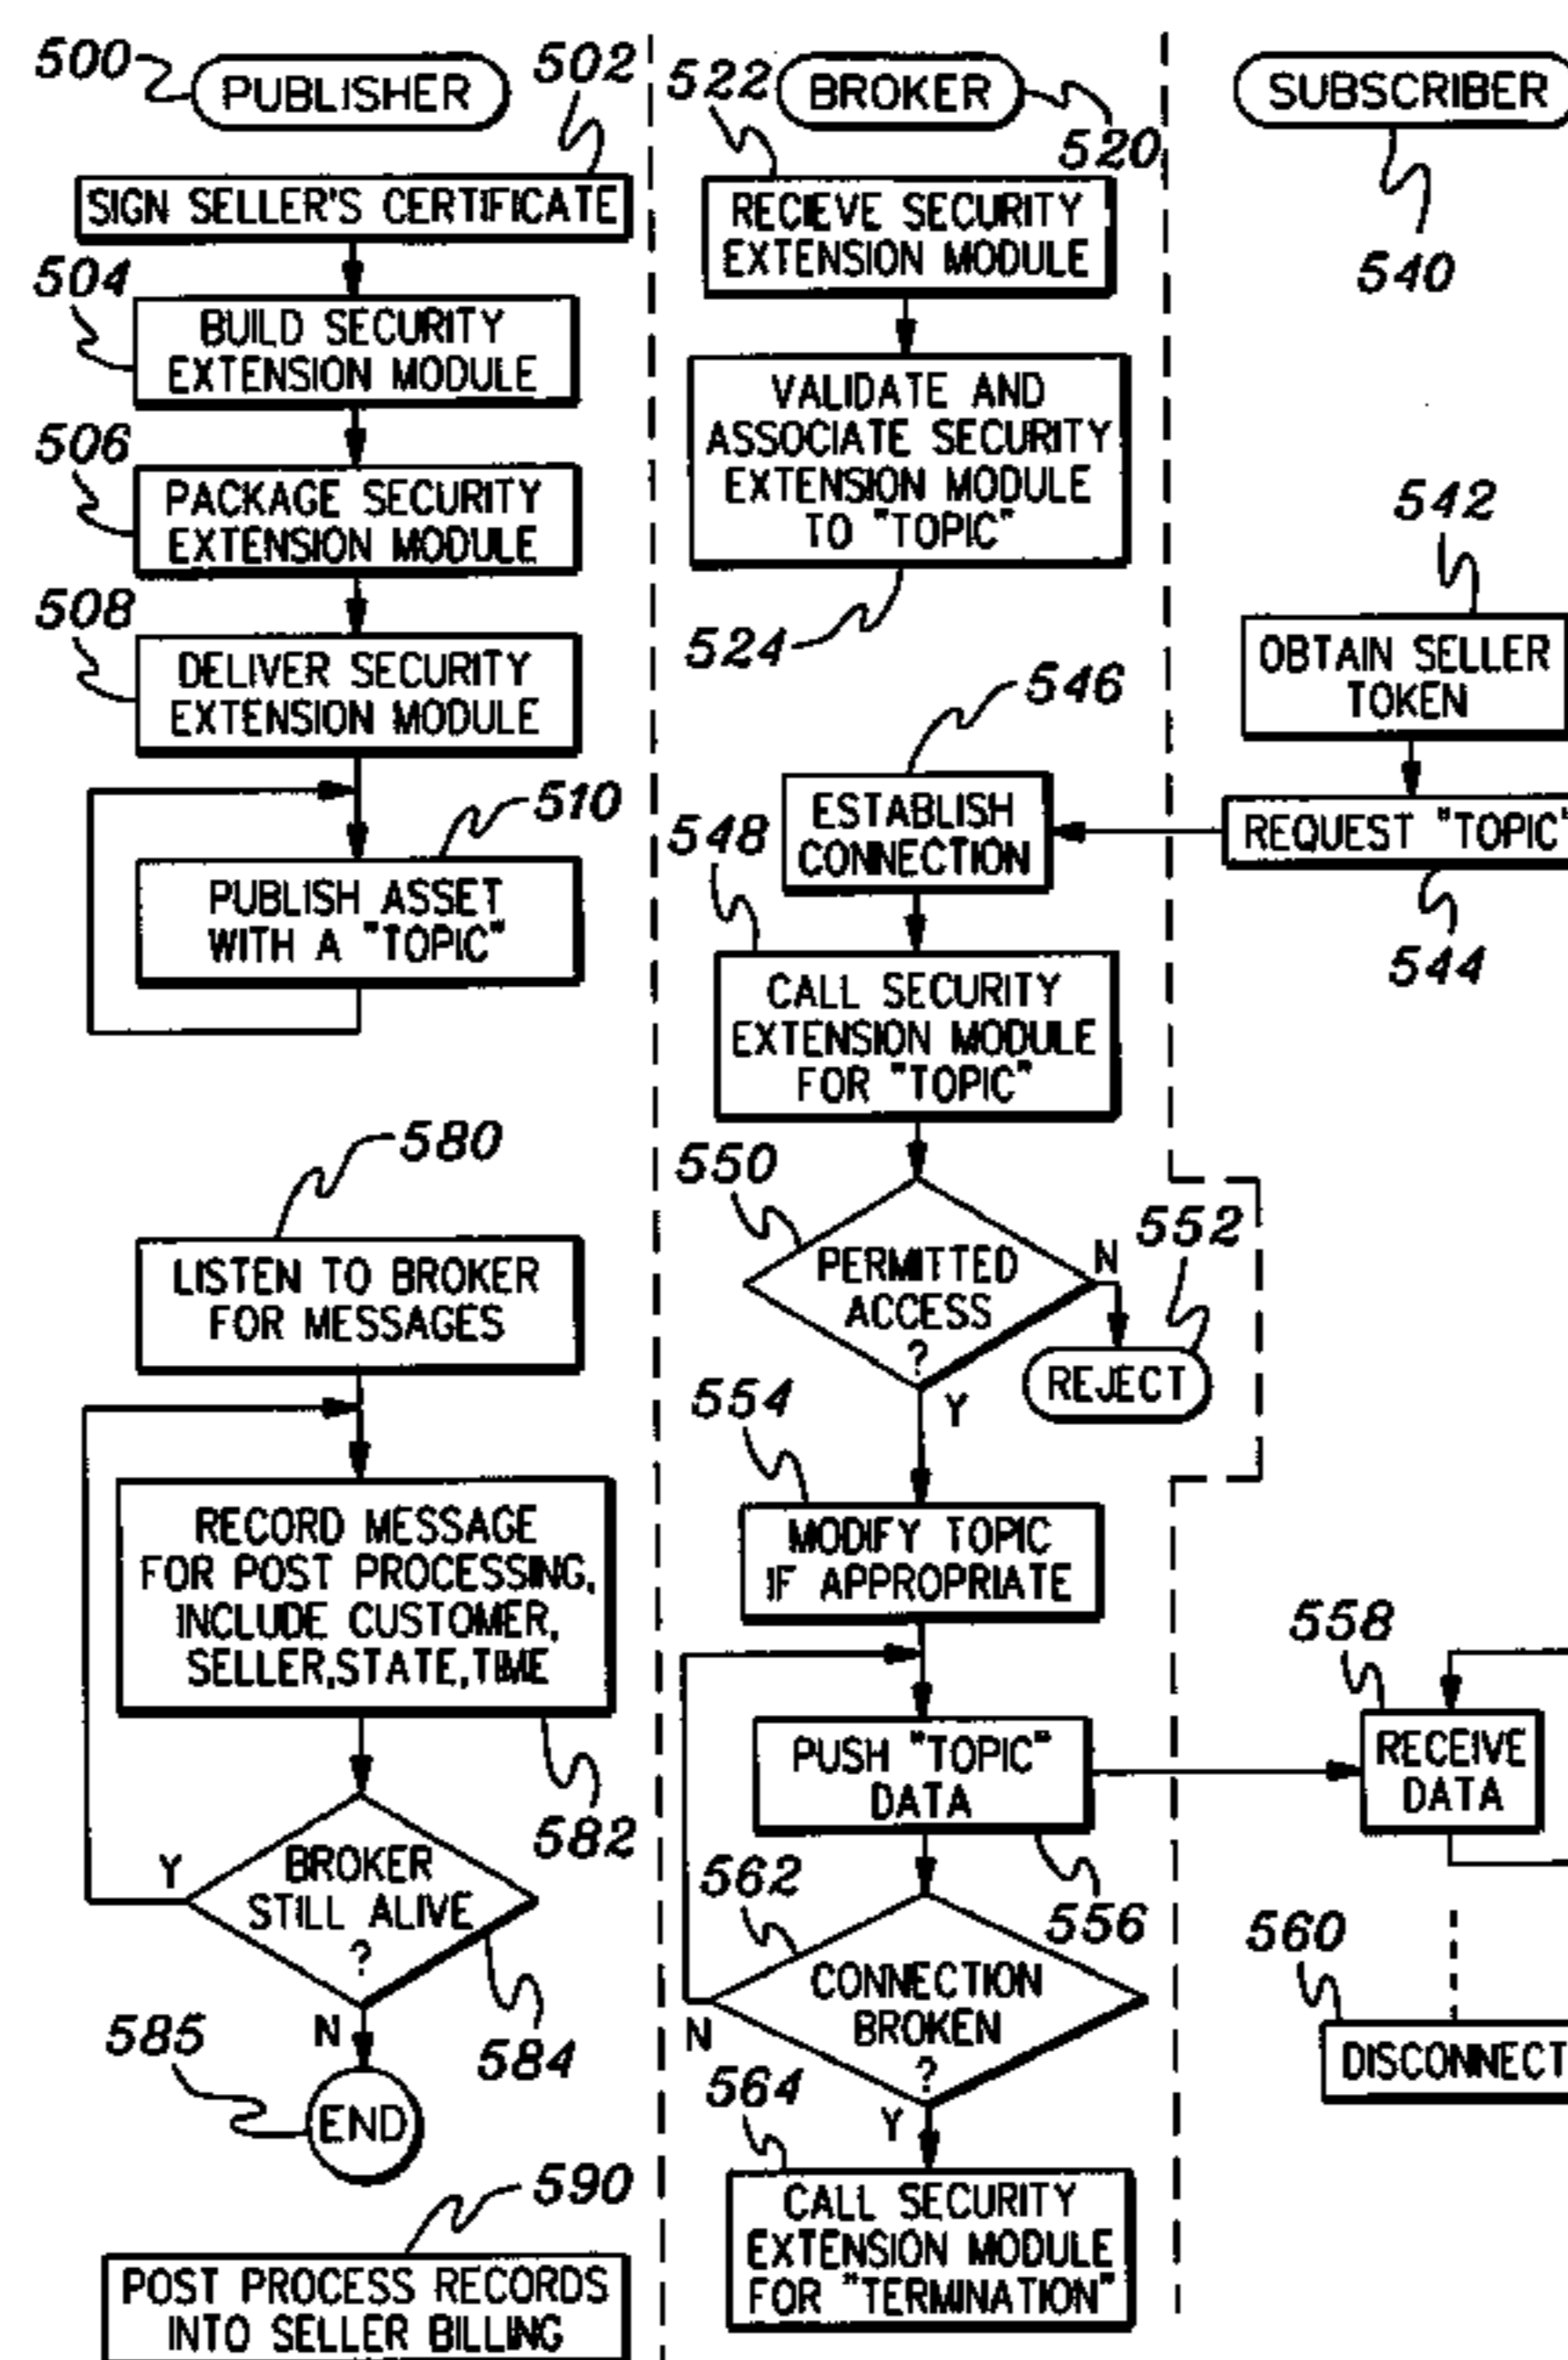 500
PUBLISHER
502
SIGN SELLER'S CERTIFICATE
504
BUILD SECURITY
EXTENSION MODULE
506
PACKAGE SECURITY
EXTENSION MODULE
508
DELIVER SECURITY
EXTENSION MODULE
510
PUBLISH ASSET
WITH A "TOPIC"
580
LISTEN TO BROKER
FOR MESSAGES
RECORD MESSAGE
FOR POST PROCESSING,
INCLUDE CUSTOMER,
SELLER,STATE,TIME
582
BROKER
STILL ALIVE
?
Y
N
584
585
END
590
POST PROCESS RECORDS
INTO SELLER BILLING
522
BROKER
520
RECIEVE SECURITY
EXTENSION MODULE
VALIDATE AND
ASSOCIATE SECURITY
EXTENSION MODULE
TO "TOPIC"
524
546
ESTABLISH
CONNECTION
548
CALL SECURITY
EXTENSION MODULE
FOR "TOPIC"
550
PERMITTED
ACCESS
?
N
552
REJECT
Y
554
MODIFY TOPIC
IF APPROPRIATE
PUSH "TOPIC"
DATA
556
562
CONNECTION
BROKEN
?
N
Y
564
CALL SECURITY
EXTENSION MODULE
FOR "TERMINATION"
SUBSCRIBER
540
542
OBTAIN SELLER
TOKEN
REQUEST "TOPIC"
544
558
RECEIVE
DATA
560
DISCONNECT